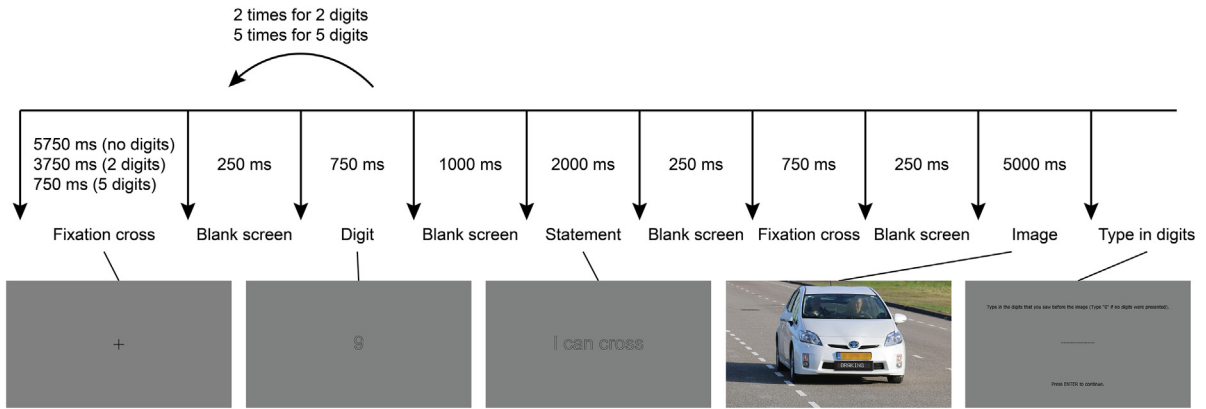 2 times for 2 digits
5 times for 5 digits
5750 ms (no digits)
3750 ms (2 digits)
750 ms (5 digits)
250 ms
750 ms
1000 ms
2000 ms
250 ms
750 ms
250 ms
5000 ms
Fixation cross
Blank screen
Digit
Blank screen
Statement
Blank screen
Fixation cross
Blank screen
Image
Type in digits
9
I can cross
BRAKING
Type in the digits that you saw before the image (Type "0" if no digits were presented).
Press ENTER to continue.